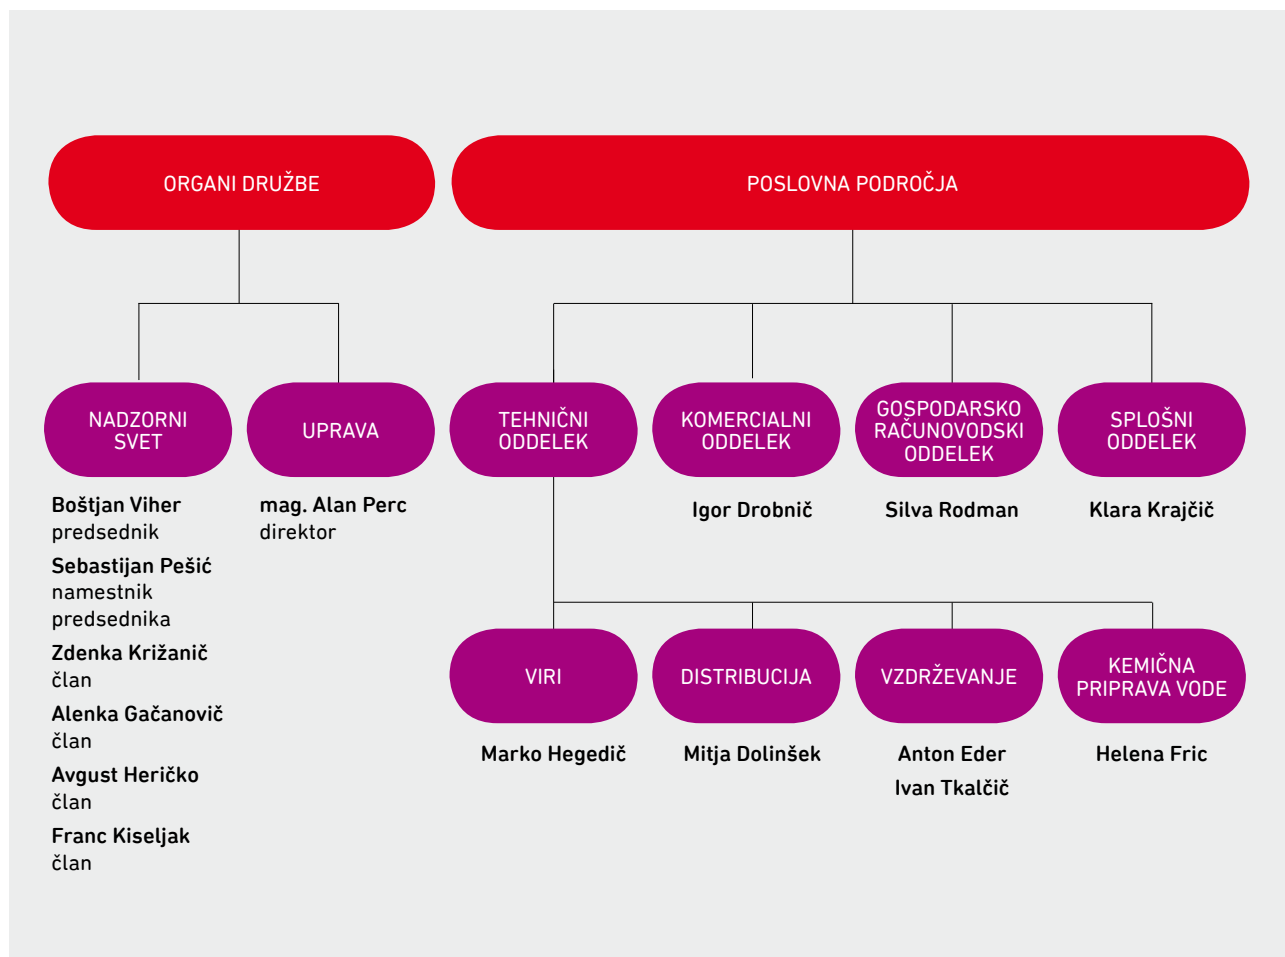 ORGANI DRUŽBE
POSLOVNA PODROČJA
NADZORNI
SVET
UPRAVA
TEHNIČNI
ODDELEK
KOMERCIALNI
ODDELEK
GOSPODARSKO
RAČUNOVODSKI
ODDELEK
SPLOŠNI
ODDELEK
Boštjan Viher
predsednik
Sebastijan Pešić
namestnik
predsednika
Zdenka Križanič
član
Alenka Gačanovič
član
Avgust Heričko
član
Franc Kiseljak
član
mag. Alan Perc
direktor
Igor Drobnič
Silva Rodman
Klara Krajčič
VIRI
DISTRIBUCIJA
VZDRŽEVANJE
KEMIČNA
PRIPRAVA VODE
Marko Hegedič
Mitja Dolinšek
Anton Eder
Ivan Tkalčič
Helena Fric